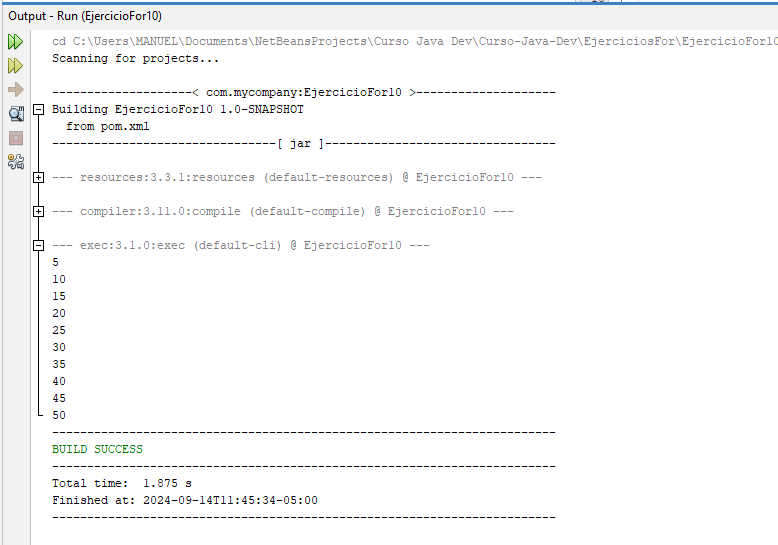 Output - Run (EjercicioFor10)
cd C:\Users\MANUEL\Documents\NetBeansProjects\Curso Java Dev\Curso-Java-Dev\EjerciciosFor\EjercicioFor10
Scanning for projects...
--------------------< com.mycompany:EjercicioFor10 >--------------------
Building EjercicioFor10 1.0-SNAPSHOT
  from pom.xml
--------------------------------[ jar ]---------------------------------
--- resources:3.3.1:resources (default-resources) @ EjercicioFor10 ---
--- compiler:3.11.0:compile (default-compile) @ EjercicioFor10 ---
--- exec:3.1.0:exec (default-cli) @ EjercicioFor10 ---
5
10
15
20
25
30
35
40
45
50
------------------------------------------------------------------------
BUILD SUCCESS
------------------------------------------------------------------------
Total time:  1.875 s
Finished at: 2024-09-14T11:45:34-05:00
------------------------------------------------------------------------